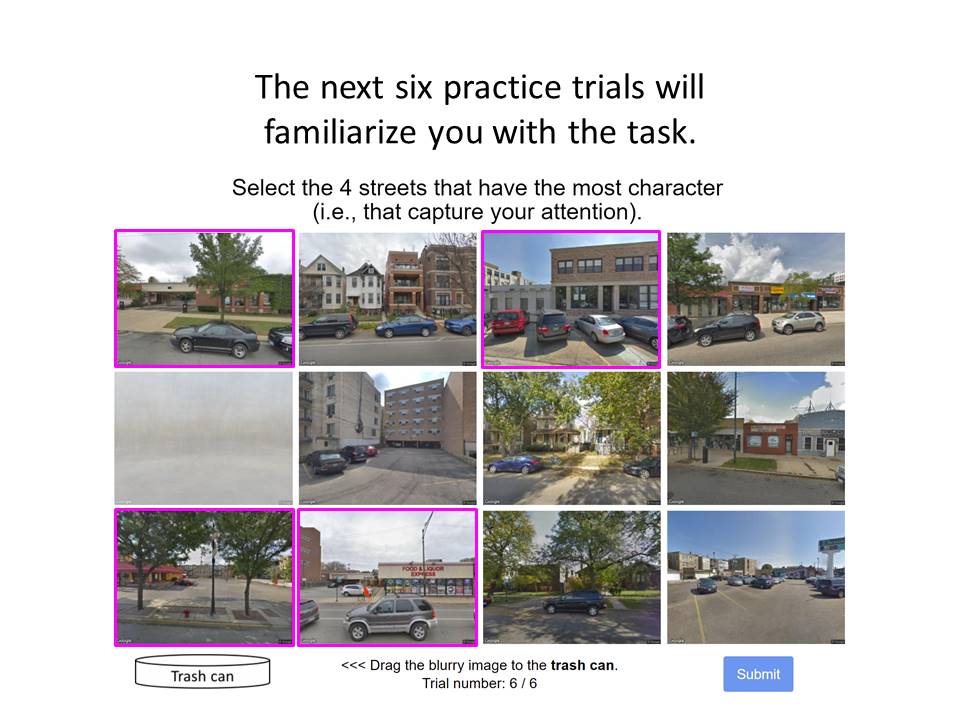 The next six practice trials will
familiarize you with the task.
Select the 4 streets that have the most character
(i.e., that capture your attention).
FOOD & LIQUOR
EXPRESS
Trash can
<<< Drag the blurry image to the trash can.
Trial number: 6 / 6
Submit